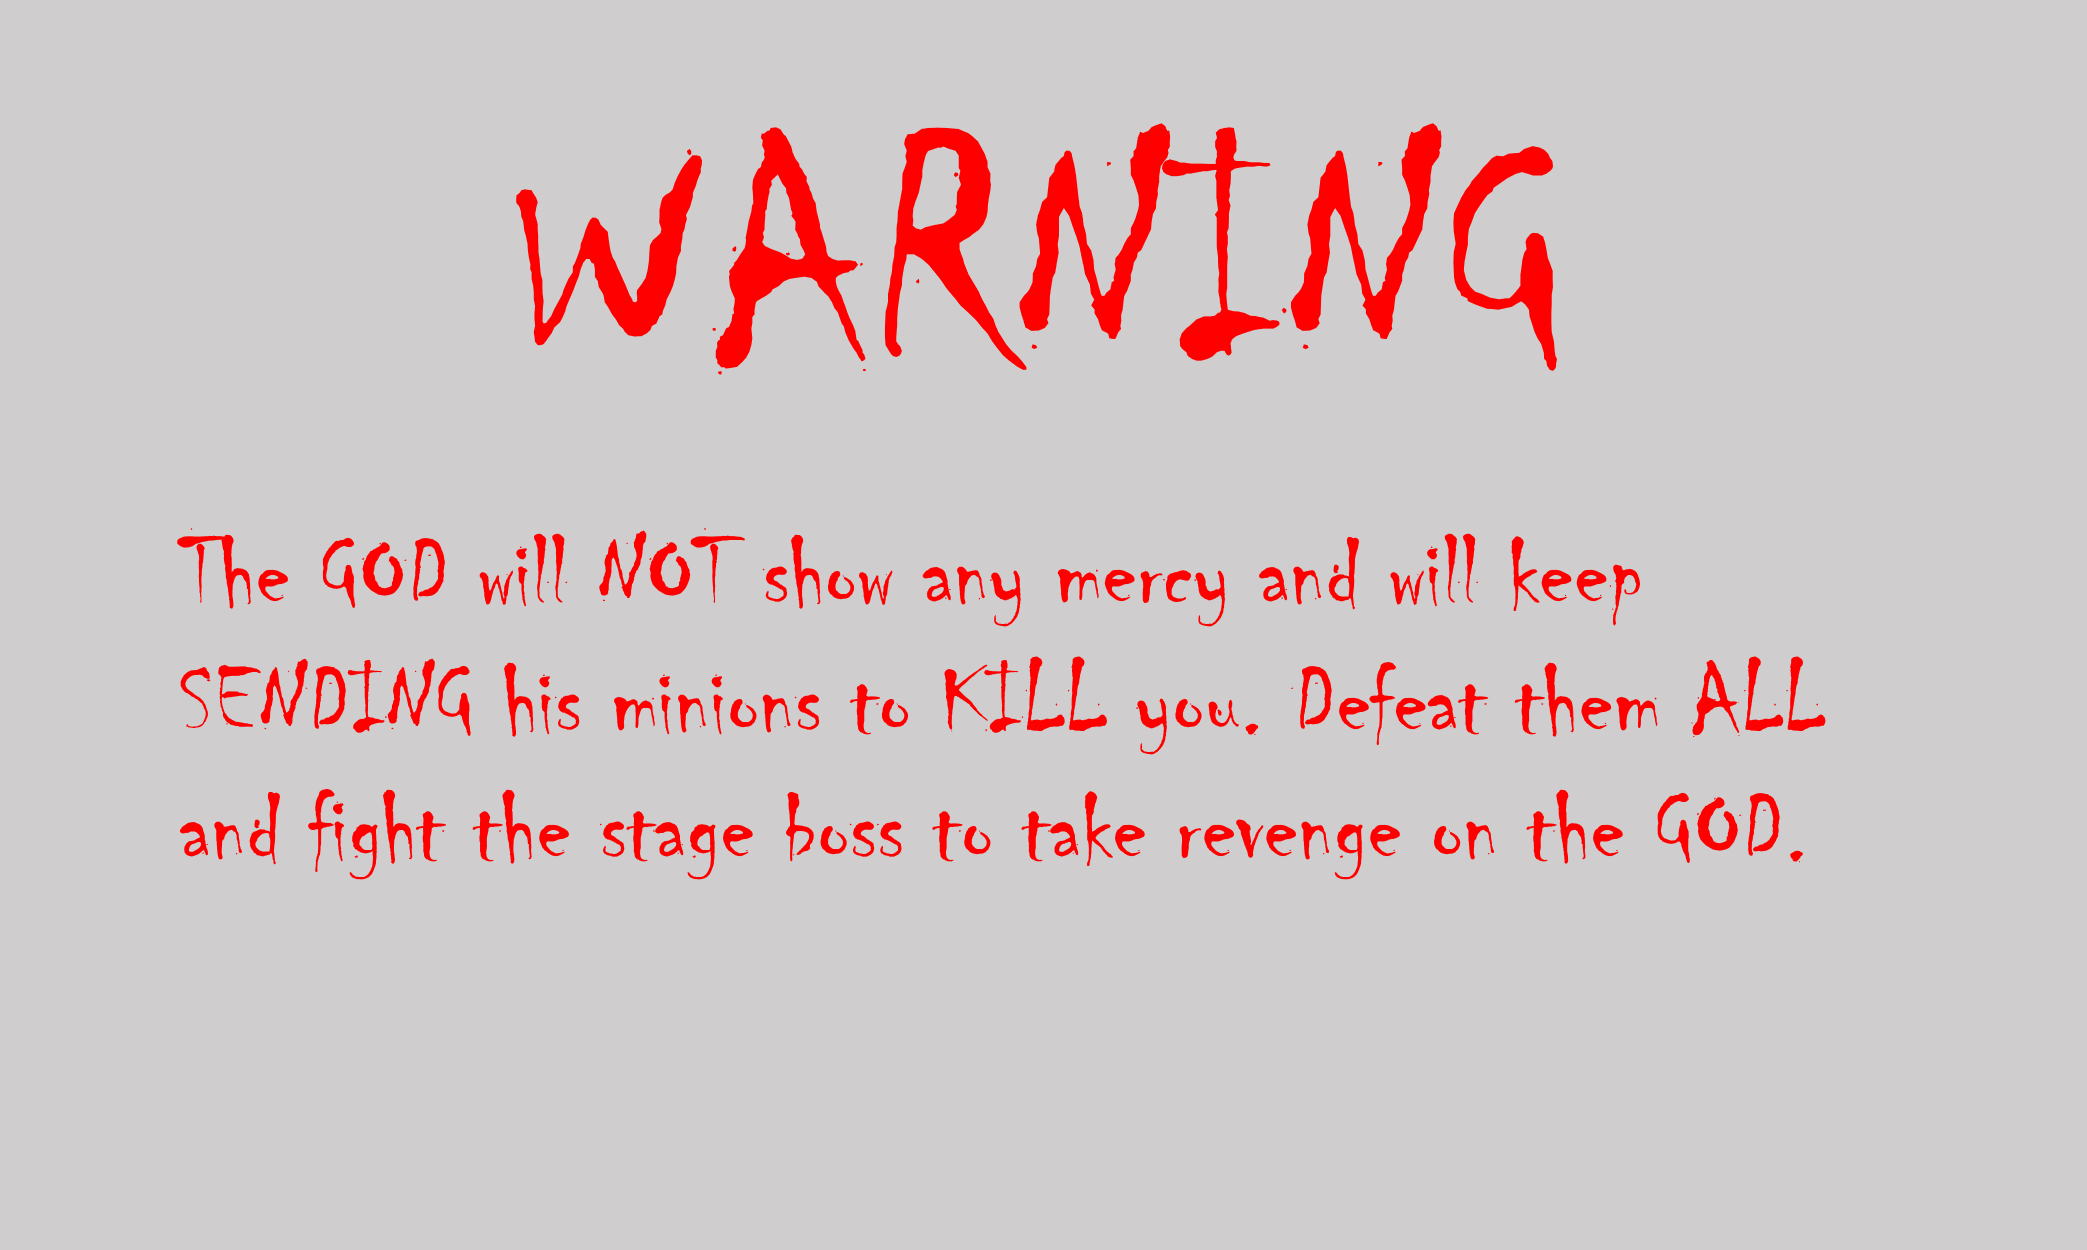 WARNING
The GOD will NOT show any mercy and will keep
SENDING his minions to KILL you. Defeat them ALL
and fight the stage boss to take revenge on the GOD.